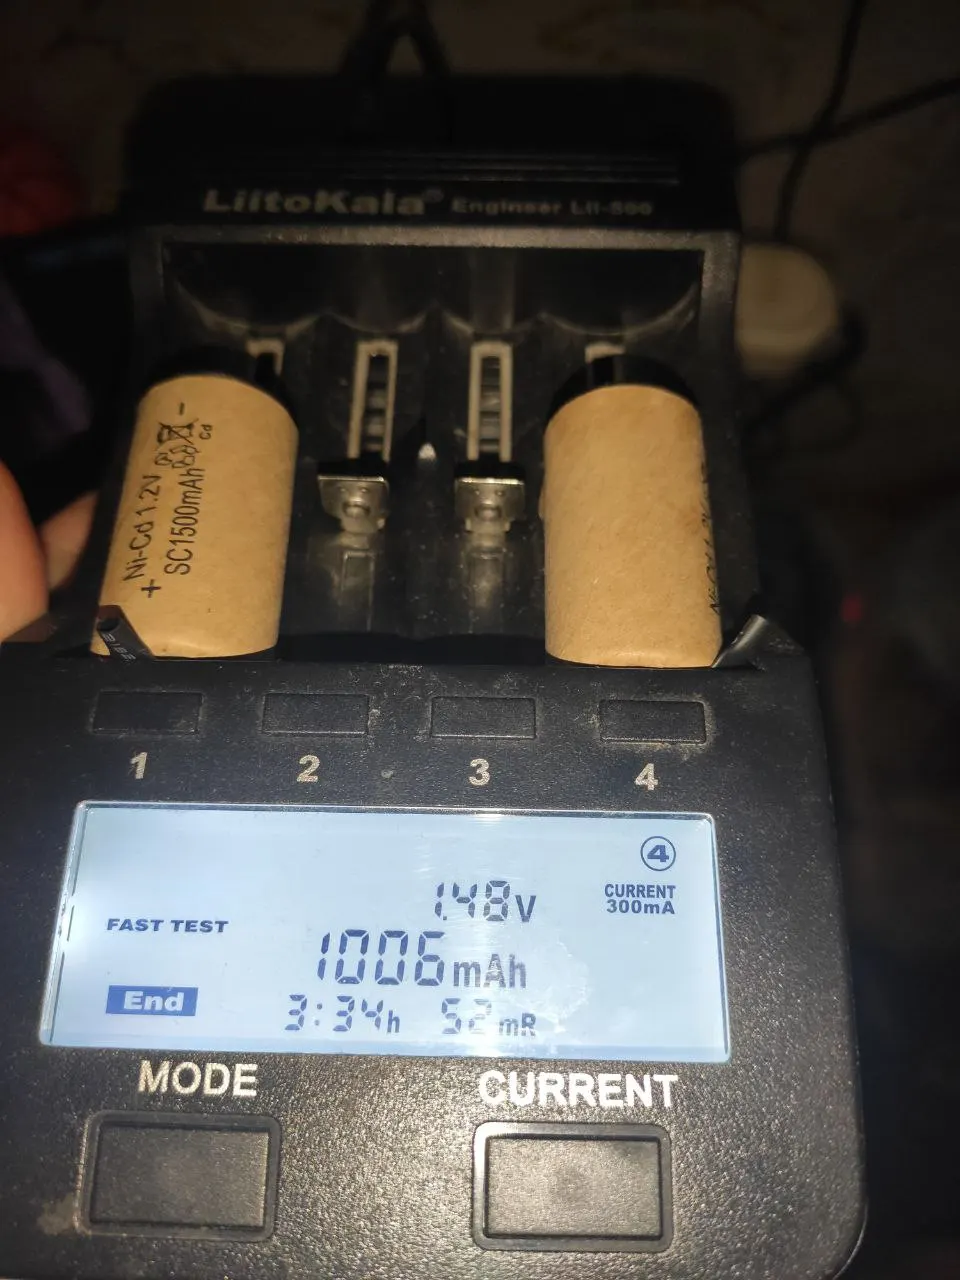 LiitoKala® Engineer Lii-500
Ni-Cd 1.2V
SC1500mAh
Cd
+
-
1 2 3 4
4
1.48V
CURRENT
300mA
FAST TEST
1006mAh
End
3:34h 52mR
MODE CURRENT